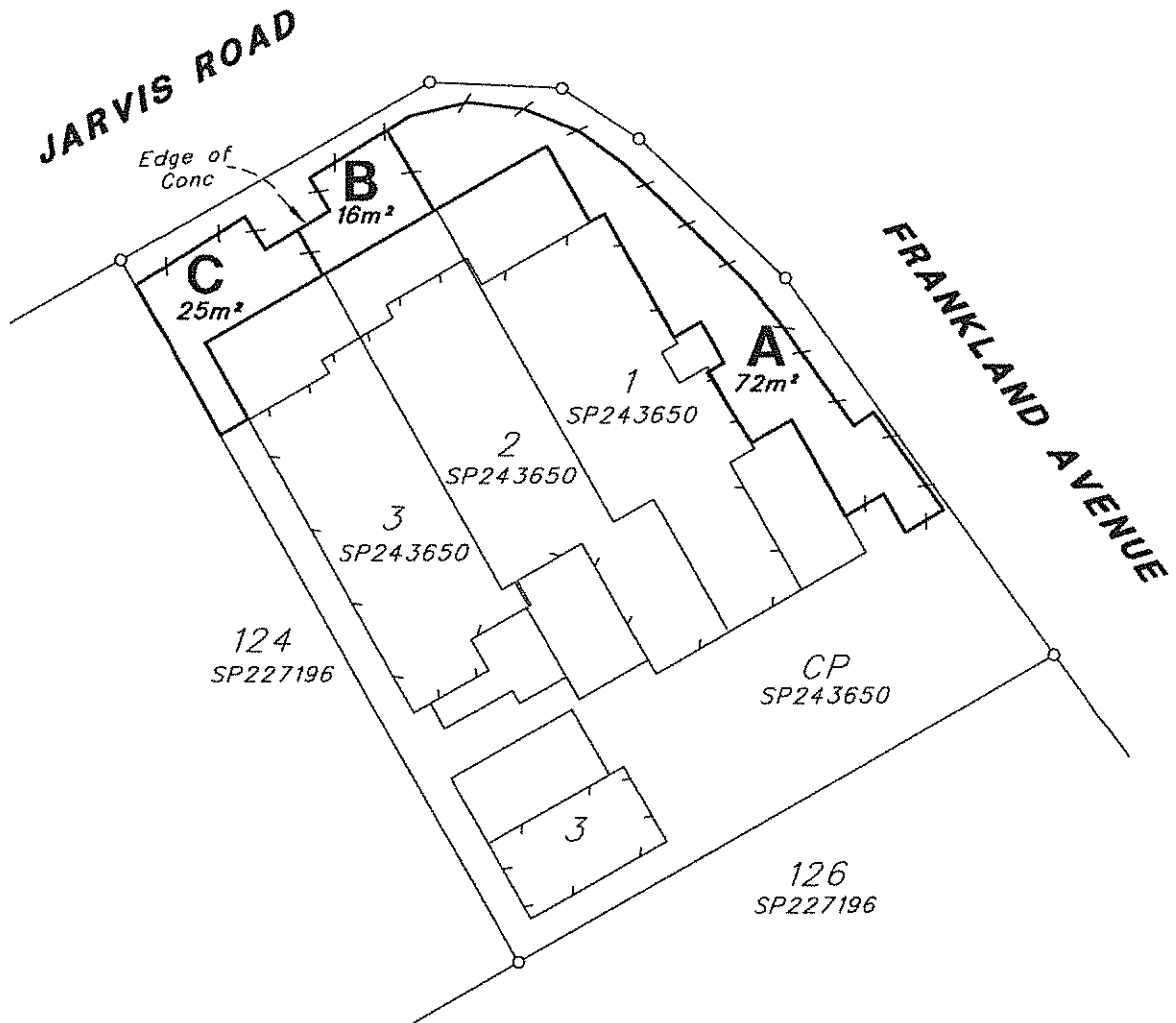 JARVIS ROAD
Edge of
Conc
B
16m²
C
25m²
FRANKLAND AVENUE
A
72m²
1
SP243650
2
SP243650
3
SP243650
124
SP227196
CP
SP243650
3
126
SP227196